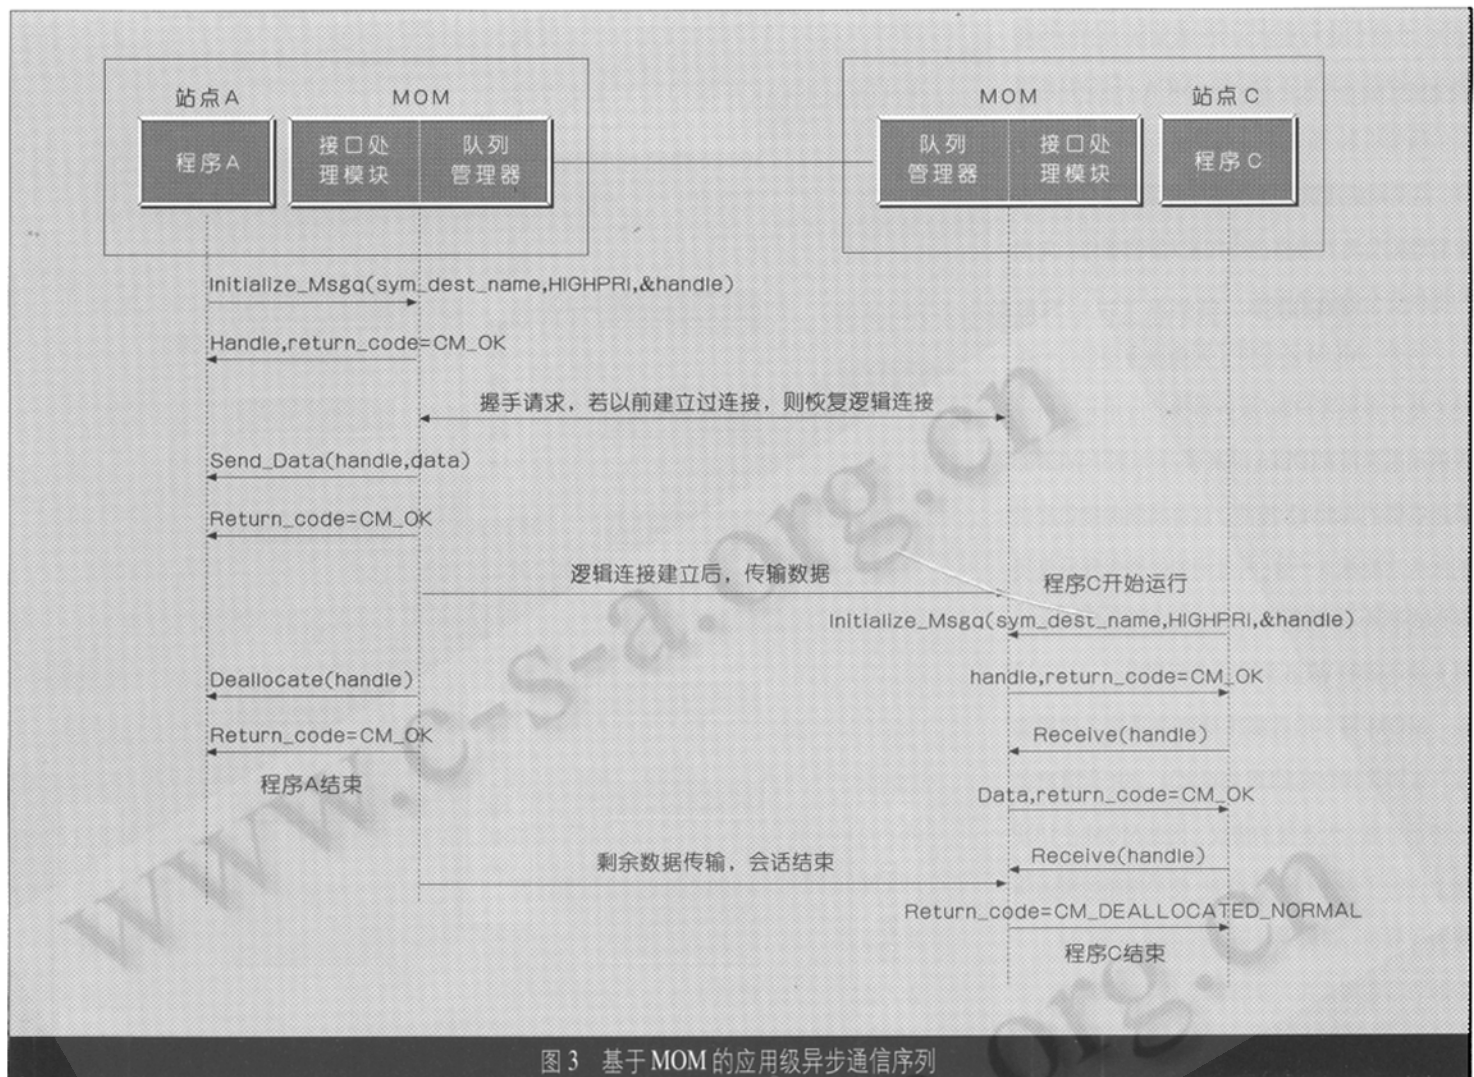 站点A
MOM
MOM
站点C
程序A
接口处
理模块
队列
管理器
队列
管理器
接口处
理模块
程序C
Initialize_Msgq(sym_dest_name,HIGHPRI,&handle)
Handle,return_code=CM_OK
握手请求，若以前建立过连接，则恢复逻辑连接
Send_Data(handle,data)
Return_code=CM_OK
逻辑连接建立后，传输数据
程序C开始运行
Initialize_Msgq(sym_dest_name,HIGHPRI,&handle)
Deallocate(handle)
handle,return_code=CM_OK
Return_code=CM_OK
Receive(handle)
程序A结束
Data,return_code=CM_OK
剩余数据传输，会话结束
Receive(handle)
Return_code=CM_DEALLOCATED_NORMAL
程序C结束
图3 基于MOM的应用级异步通信序列
www.c-s-a.org.cn
org.cn